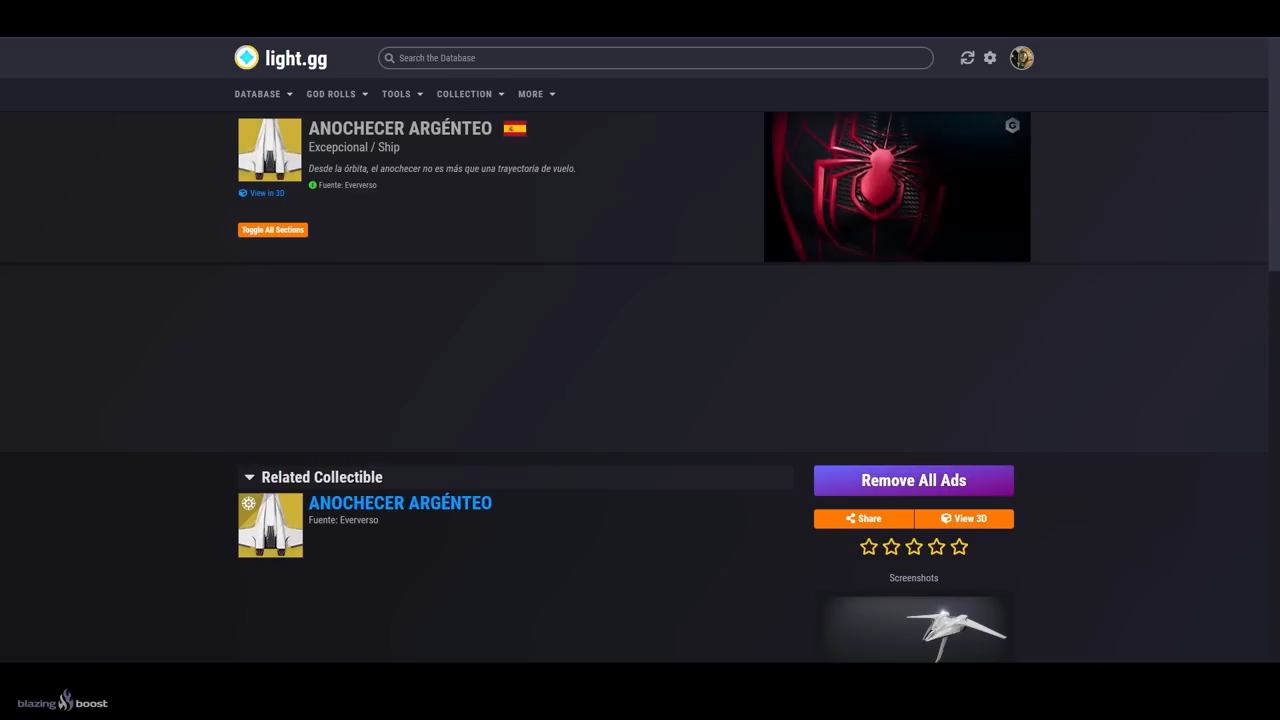 light.gg
Search the Database
DATABASE
GOD ROLLS
TOOLS
COLLECTION
MORE
ANOCHECER ARGÉNTEO
Excepcional / Ship
Desde la órbita, el anochecer no es más que una trayectoria de vuelo.
Fuente: Eververso
View in 3D
Toggle All Sections
Related Collectible
ANOCHECER ARGÉNTEO
Fuente: Eververso
Remove All Ads
Share
View 3D
Screenshots
blazing boost